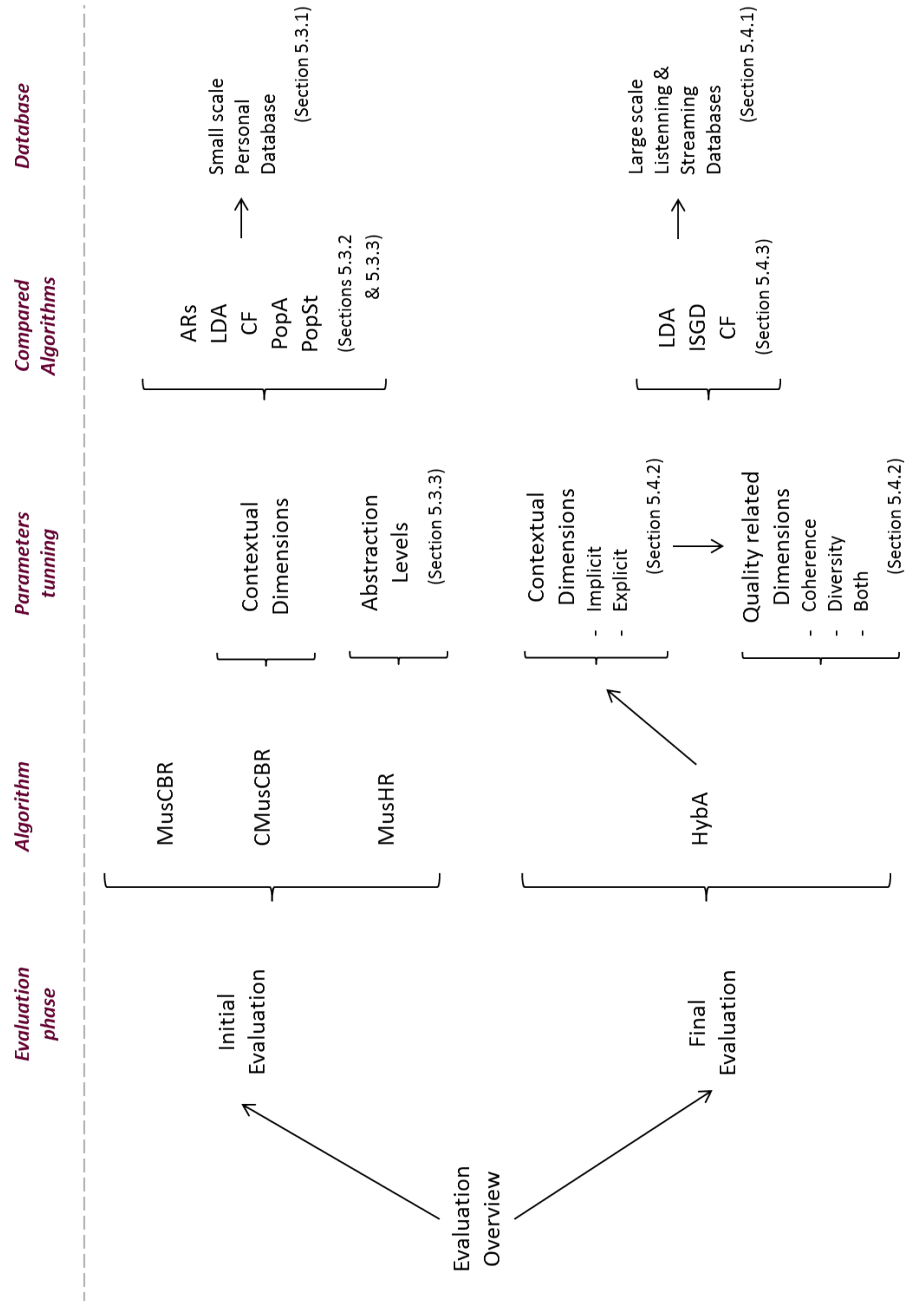 Evaluation
phase
Algorithm
Parameters
tunning
Compared
Algorithms
Database
Evaluation
Overview
Initial
Evaluation
MusCBR
CMusCBR
MusHR
Contextual
Dimensions
Abstraction
Levels
(Section 5.3.3)
ARs
LDA
CF
PopA
PopSt
(Sections 5.3.2
& 5.3.3)
Small scale
Personal
Database
(Section 5.3.1)
Final
Evaluation
HybA
Contextual
Dimensions
- Implicit
- Explicit
(Section 5.4.2)
Quality related
Dimensions
- Coherence
- Diversity
- Both
(Section 5.4.2)
LDA
ISGD
CF
(Section 5.4.3)
Large scale
Listenning &
Streaming
Databases
(Section 5.4.1)